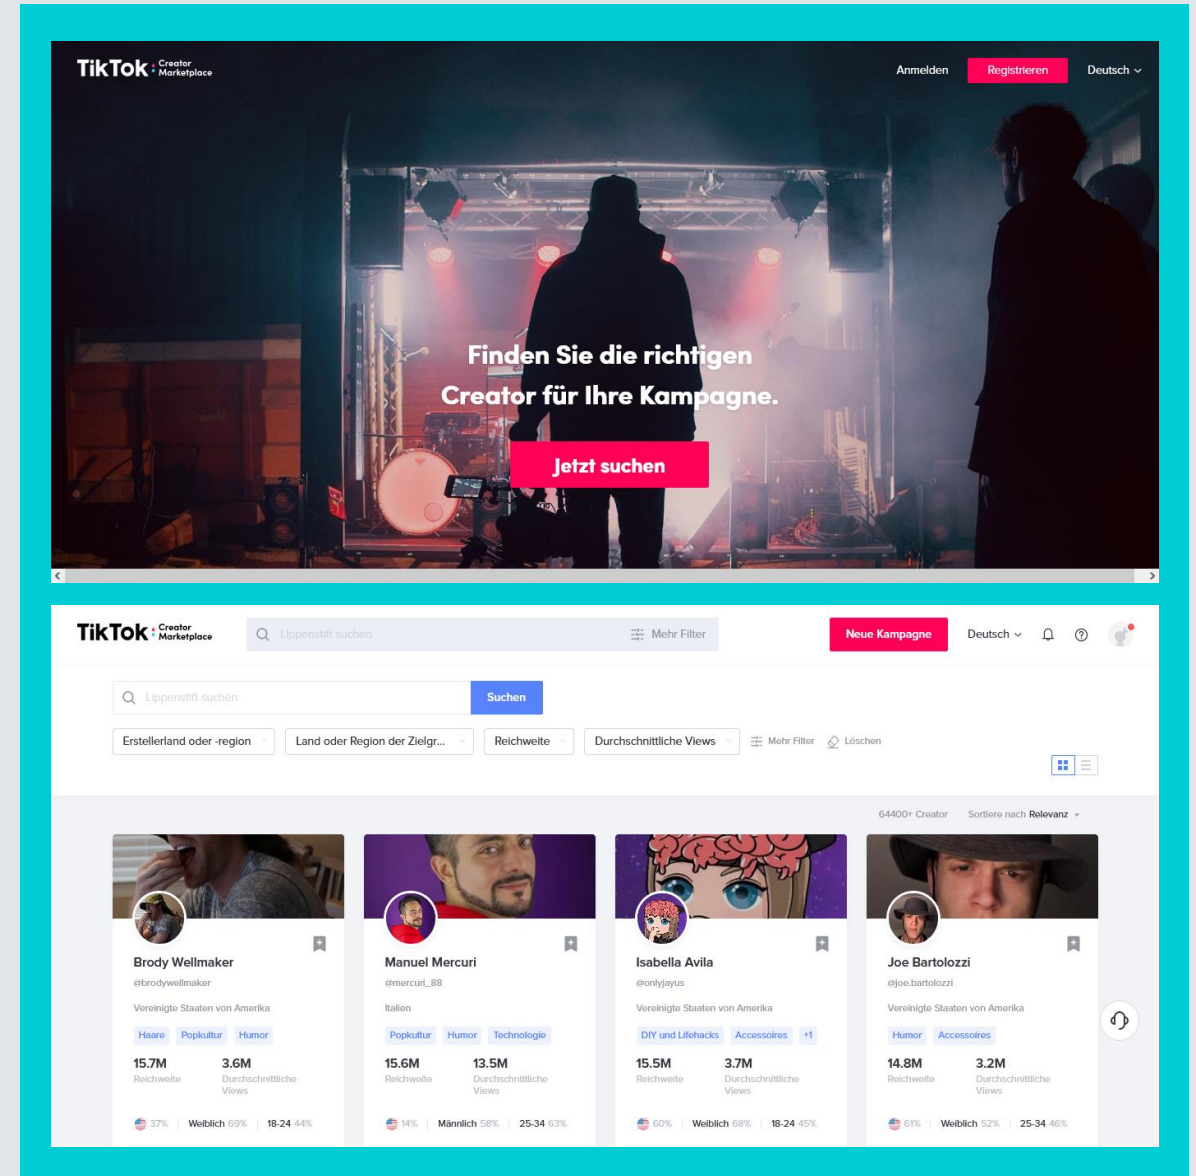 TikTok: Creator Marketplace
Anmelden Registrieren Deutsch
Finden Sie die richtigen
Creator für Ihre Kampagne.
Jetzt suchen
TikTok: Creator Marketplace Lippenstift suchen Mehr Filter Neue Kampagne Deutsch
Lippenstift suchen Suchen
Erstellerland oder -region Land oder Region der Zielgr... Reichweite Durchschnittliche Views Mehr Filter Löschen
64400+ Creator Sortiere nach Relevanz
Brody Wellmaker
@brodywellmaker
Vereinigte Staaten von Amerika
Haare Popkultur Humor
15.7M 3.6M
Reichweite Durchschnittliche
Views
37% Weiblich 69% 18-24 44%
Manuel Mercuri
@mercuri_88
Italien
Popkultur Humor Technologie
15.6M 13.5M
Reichweite Durchschnittliche
Views
14% Männlich 58% 25-34 63%
Isabella Avila
@onlyjayus
Vereinigte Staaten von Amerika
DIY und Lifehacks Accessoires +1
15.5M 3.7M
Reichweite Durchschnittliche
Views
60% Weiblich 68% 18-24 45%
Joe Bartolozzi
@joe.bartolozzi
Vereinigte Staaten von Amerika
Humor Accessoires
14.8M 3.2M
Reichweite Durchschnittliche
Views
61% Weiblich 52% 25-34 46%